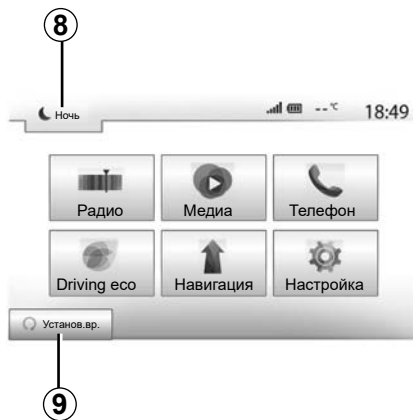 8
Ночь
--°C 18:49
Радио Медиа Телефон
Driving eco Навигация Настройка
Установ.вр.
9